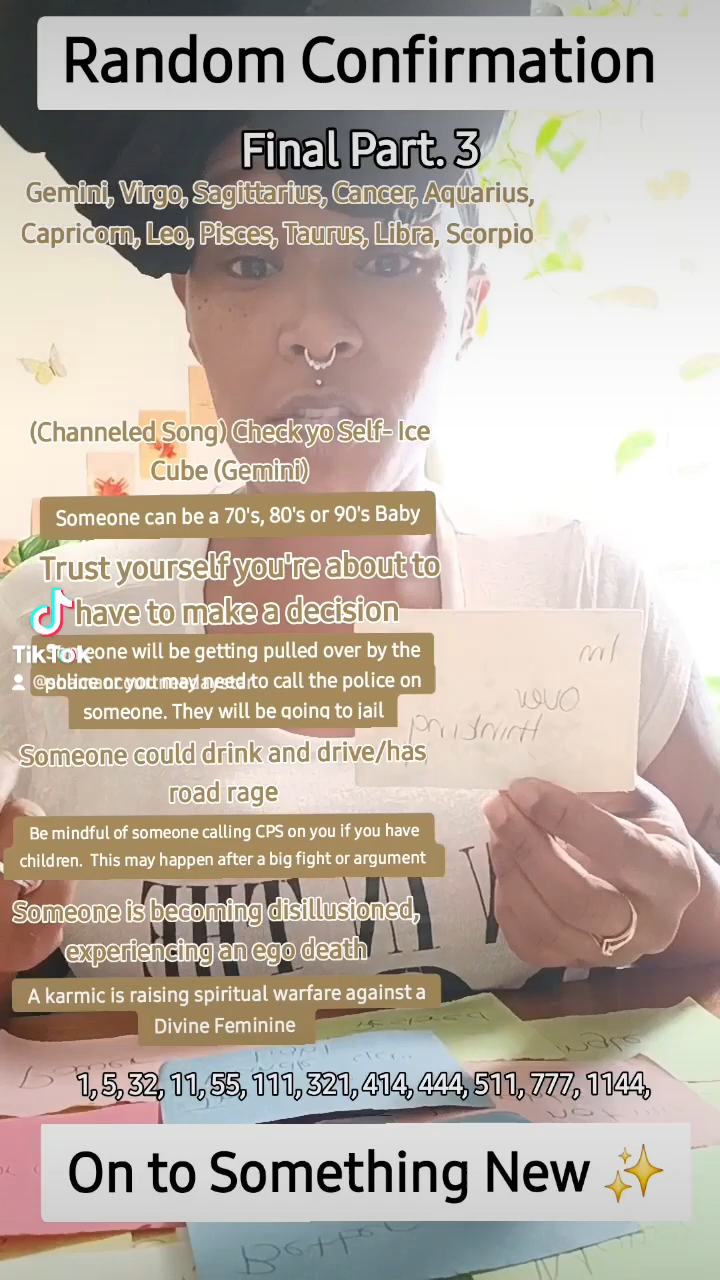 Random Confirmation
Final Part. 3
Gemini, Virgo, Sagittarius, Cancer, Aquarius,
Capricorn, Leo, Pisces, Taurus, Libra, Scorpio
(Channeled Song) Check yo Self- Ice
Cube (Gemini)
Someone can be a 70's, 80's or 90's Baby
Trust yourself you're about to
have to make a decision
TikTok
Someone will be getting pulled over by the
police or you may need to call the police on
someone. They will be going to jail
Im
over
thinking
Someone could drink and drive/has
road rage
Be mindful of someone calling CPS on you if you have
children. This may happen after a big fight or argument
Someone is becoming disillusioned,
experiencing an ego death
A karmic is raising spiritual warfare against a
Divine Feminine
1, 5, 32, 11, 55, 111, 321, 414, 444, 511, 777, 1144,
On to Something New ✨
Better